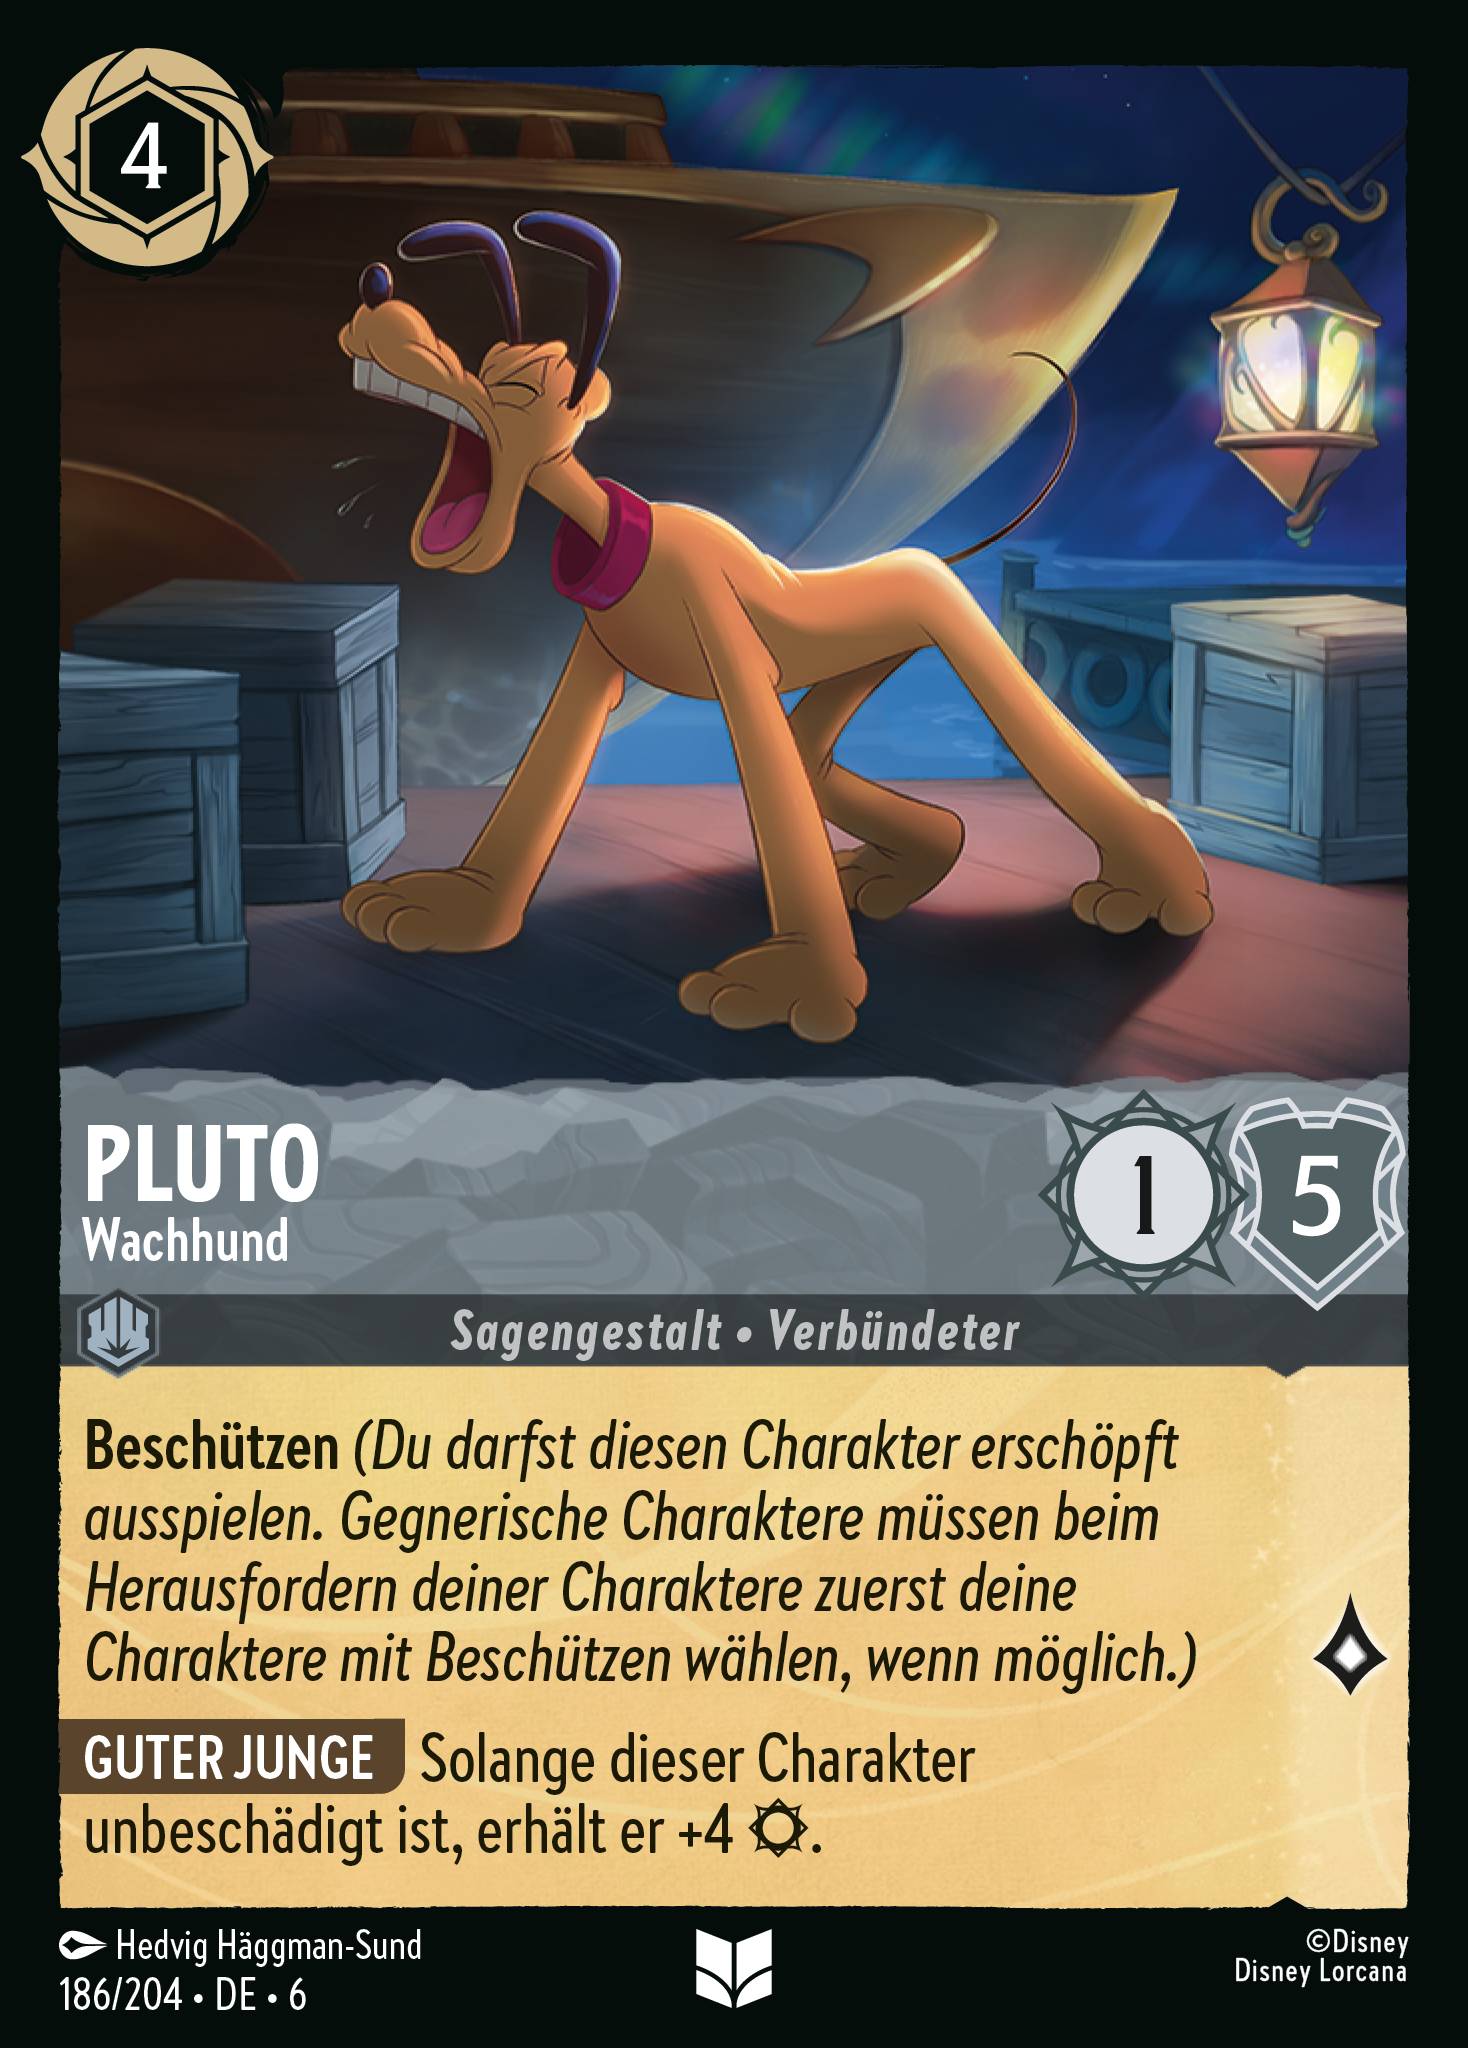 4
PLUTO
Wachhund
1
5
Sagengestalt • Verbündeter
Beschützen (Du darfst diesen Charakter erschöpft
ausspielen. Gegnerische Charaktere müssen beim
Herausfordern deiner Charaktere zuerst deine
Charaktere mit Beschützen wählen, wenn möglich.)
GUTER JUNGE Solange dieser Charakter
unbeschädigt ist, erhält er +4 .
Hedvig Häggman-Sund
186/204 • DE • 6
©Disney
Disney Lorcana